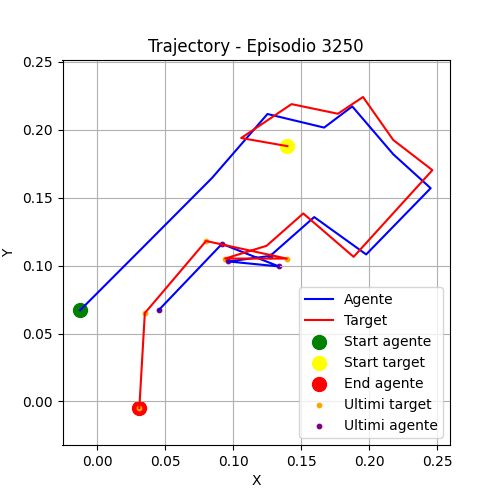 Trajectory - Episodio 3250
0.25
0.20
0.15
0.10
0.05
0.00
Y
0.00 0.05 0.10 0.15 0.20 0.25
X
Agente
Target
Start agente
Start target
End agente
Ultimi target
Ultimi agente